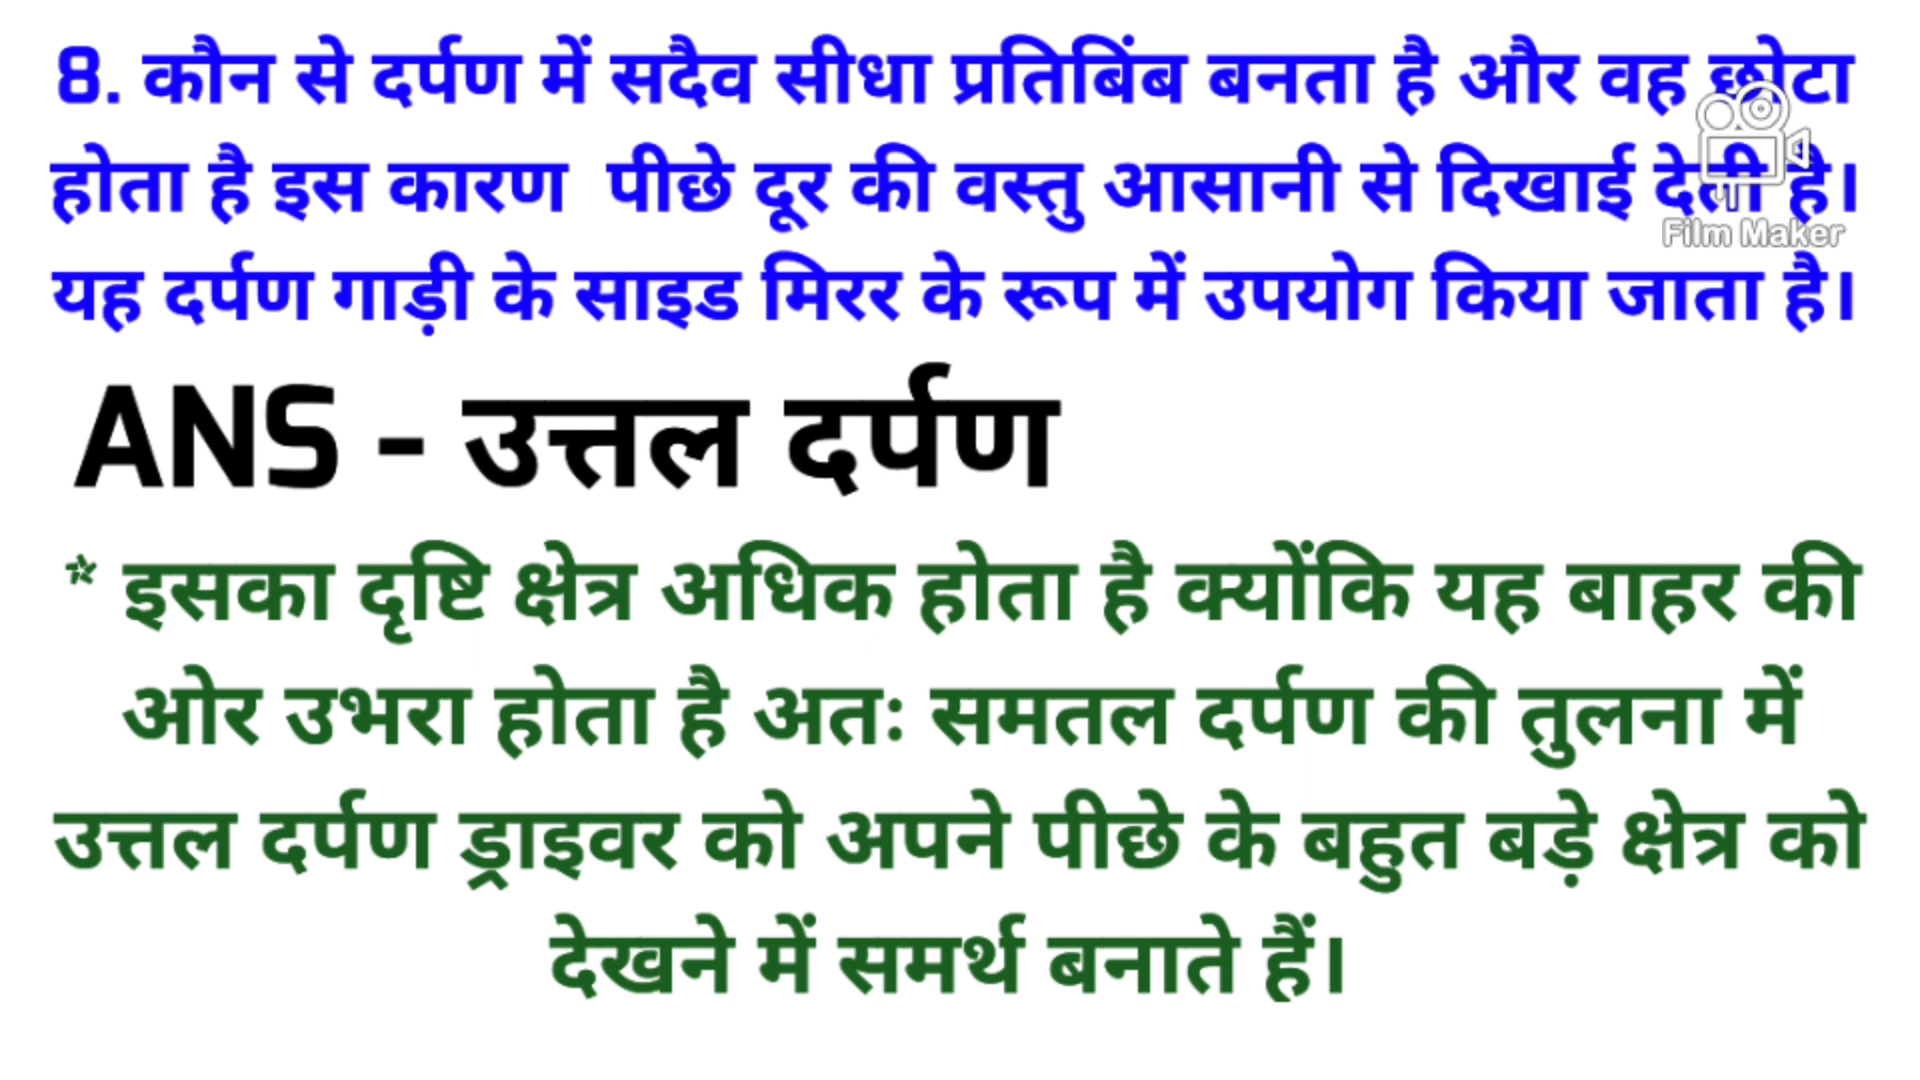 8. कौन से दर्पण में सदैव सीधा प्रतिबिंब बनता है और वह छोटा
होता है इस कारण पीछे दूर की वस्तु आसानी से दिखाई देती है।
यह दर्पण गाड़ी के साइड मिरर के रूप में उपयोग किया जाता है।
Film Maker
ANS - उत्तल दर्पण
* इसका दृष्टि क्षेत्र अधिक होता है क्योंकि यह बाहर की
ओर उभरा होता है अतः समतल दर्पण की तुलना में
उत्तल दर्पण ड्राइवर को अपने पीछे के बहुत बड़े क्षेत्र को
देखने में समर्थ बनाते हैं।